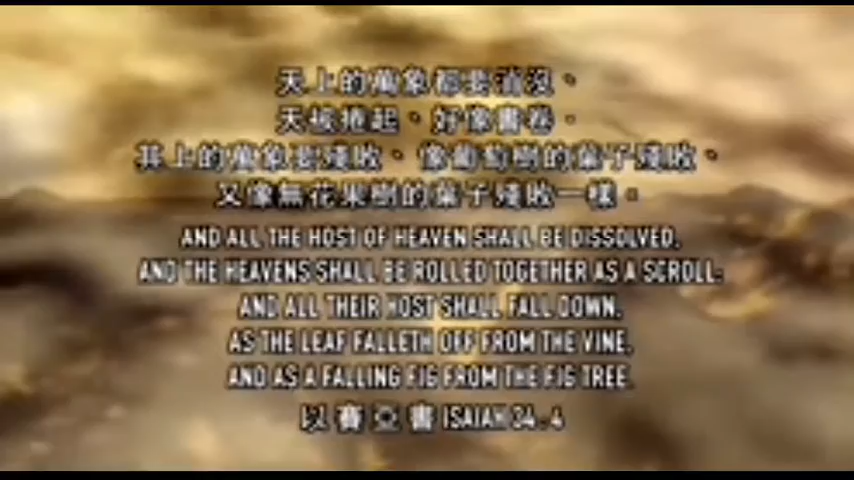 天上的萬象都要消沒、
天被捲起、好像書卷．
其上的萬象要殘敗、像葡萄樹的葉子殘敗、
又像無花果樹的葉子殘敗一樣。
AND ALL THE HOST OF HEAVEN SHALL BE DISSOLVED,
AND THE HEAVENS SHALL BE ROLLED TOGETHER AS A SCROLL:
AND ALL THEIR HOST SHALL FALL DOWN,
AS THE LEAF FALLETH OFF FROM THE VINE,
AND AS A FALLING FIG FROM THE FIG TREE.
以賽亞書 ISAIAH 34 . 4